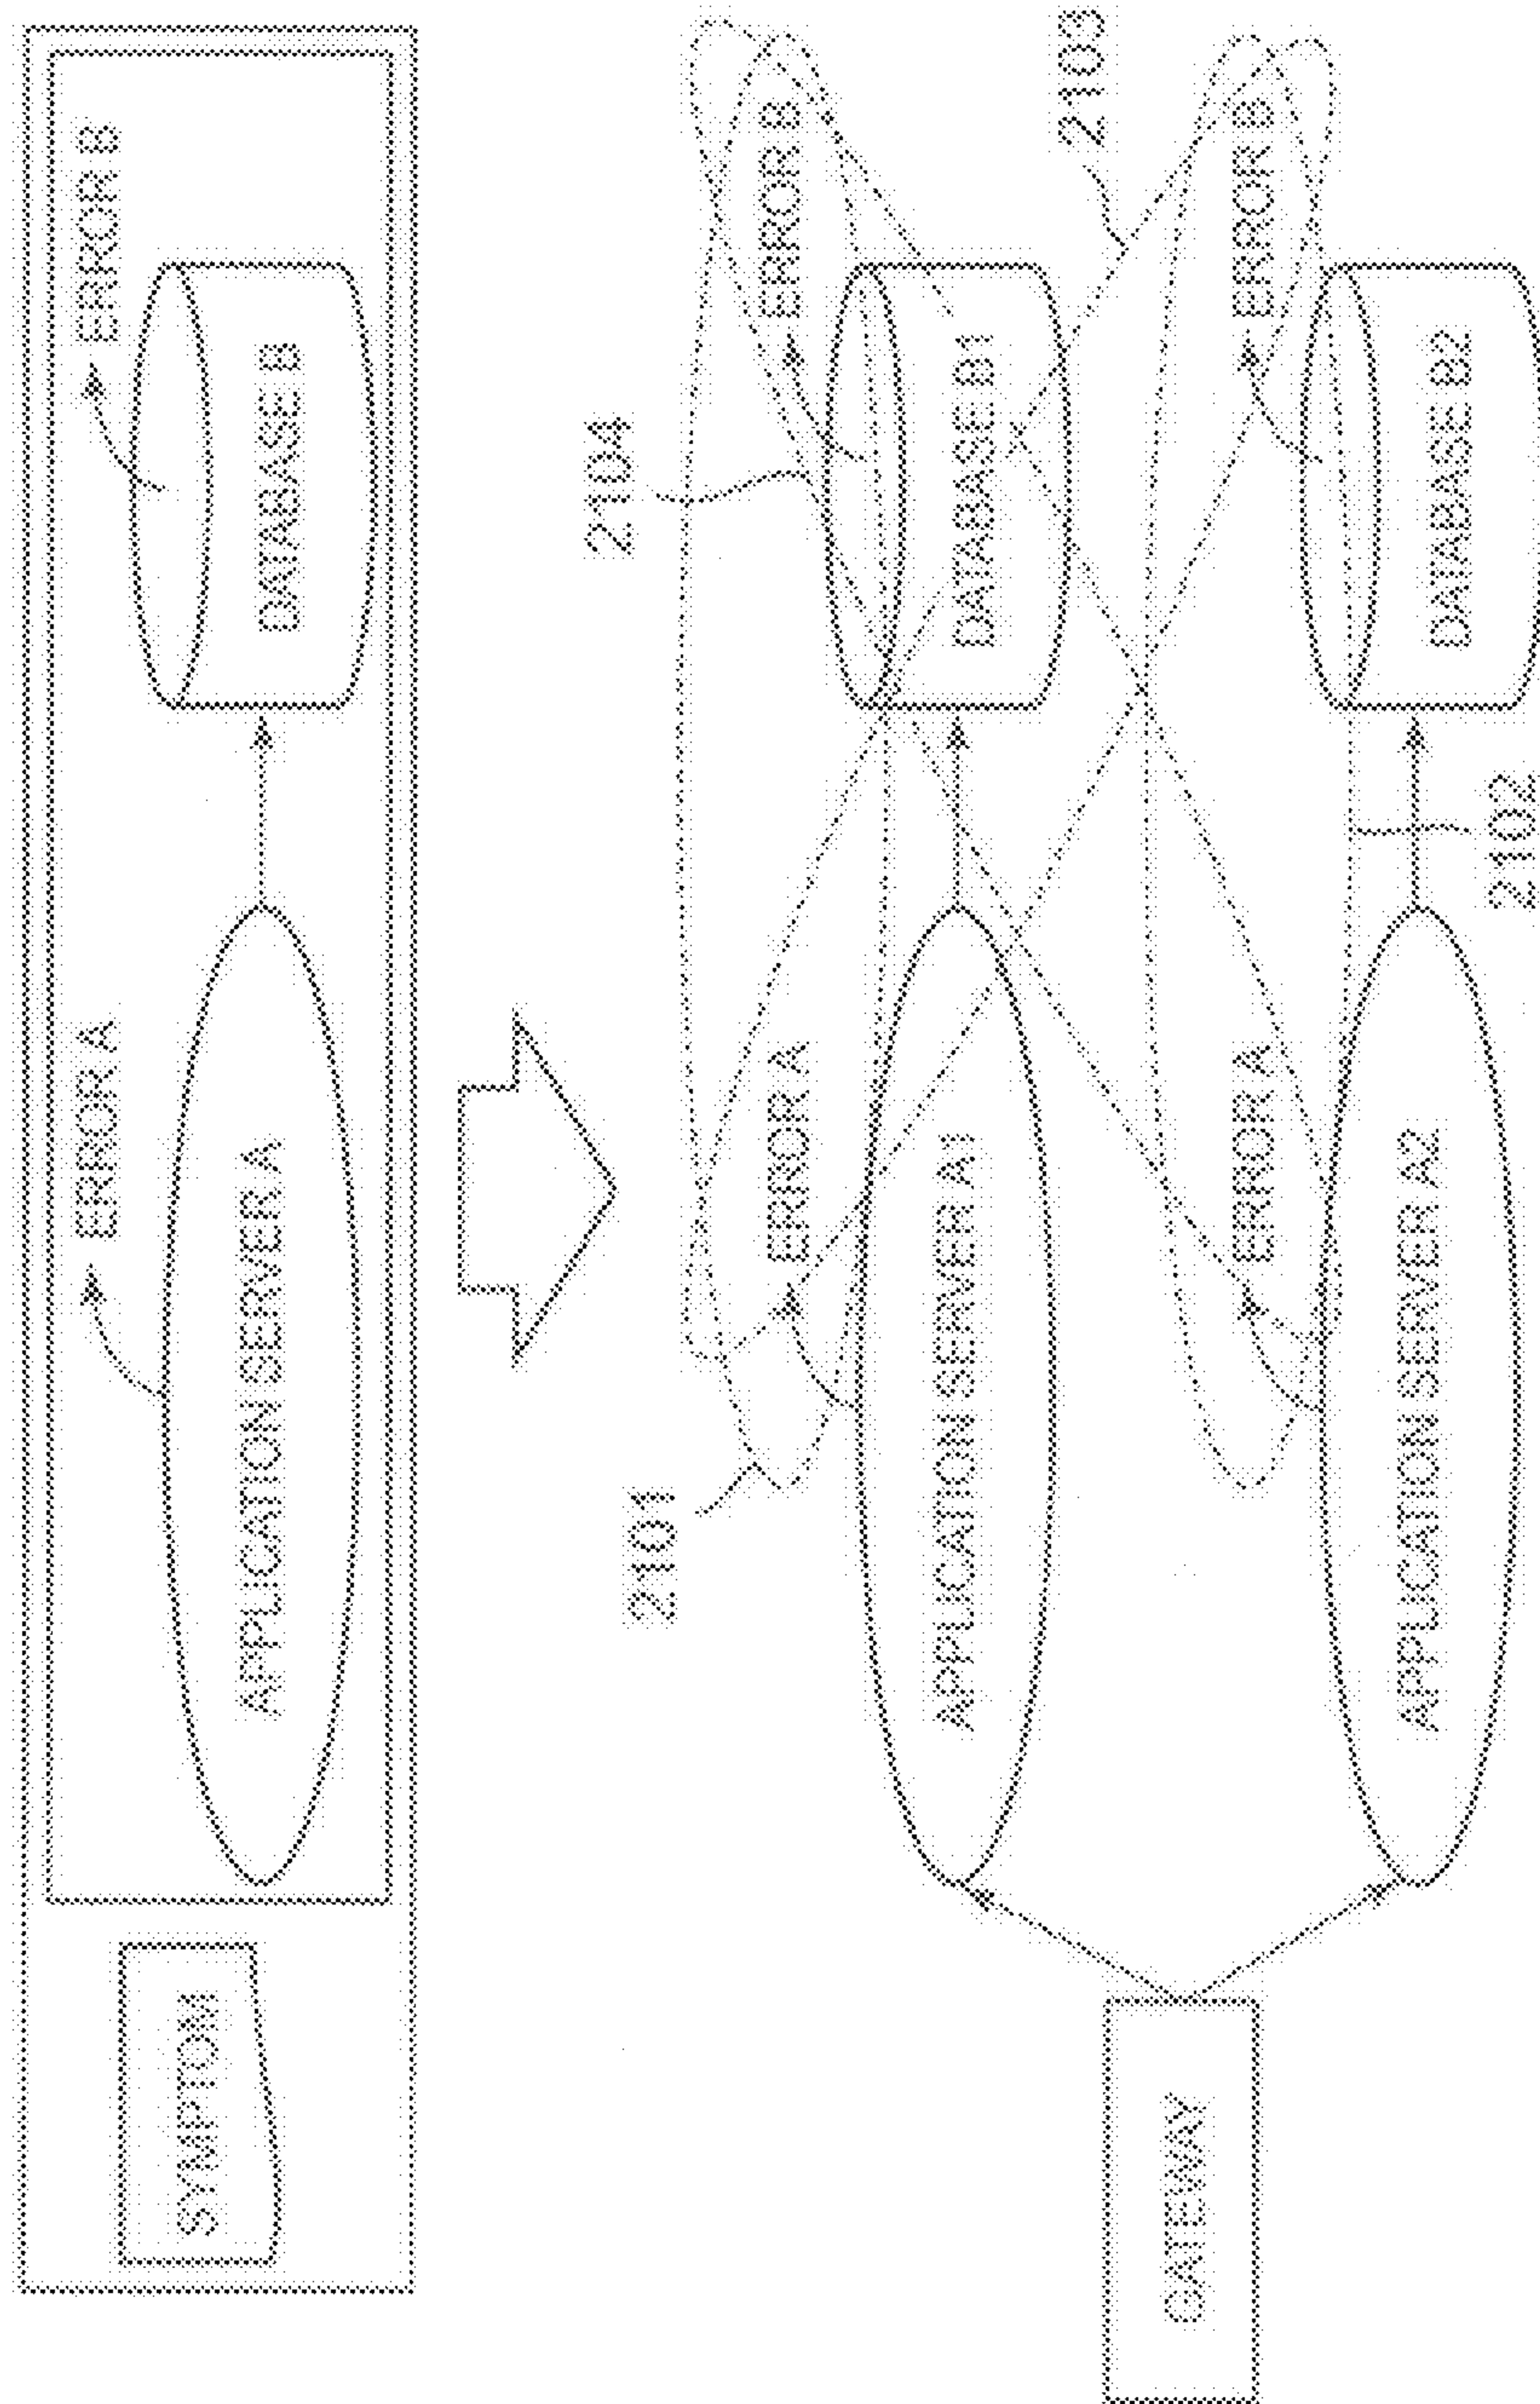 ERROR A
ERROR B
SYMPTOM
APPLICATION SERVER A
DATABASE B
2101
2104
ERROR A
ERROR B
APPLICATION SERVER A1
DATABASE B1
2103
GATEWAY
ERROR A
ERROR B
APPLICATION SERVER A2
DATABASE B2
2102